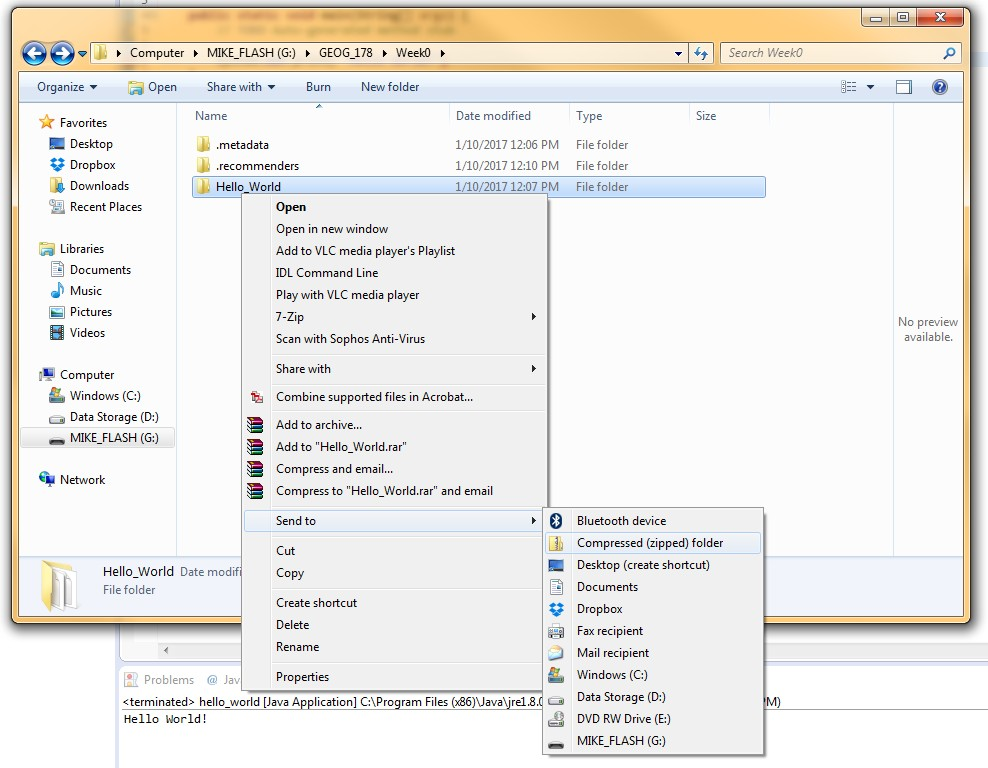 public static void main(String[] args) {
Computer MIKE_FLASH (G:) GEOG_178 Week0
Search Week0
Organize Open Share with Burn New folder
Favorites
Desktop
Dropbox
Downloads
Recent Places
Libraries
Documents
Music
Pictures
Videos
Computer
Windows (C:)
Data Storage (D:)
MIKE_FLASH (G:)
Network
Name Date modified Type Size
.metadata 1/10/2017 12:06 PM File folder
.recommenders 1/10/2017 12:10 PM File folder
Hello_World 1/10/2017 12:07 PM File folder
No preview
available.
Open
Open in new window
Add to VLC media player's Playlist
IDL Command Line
Play with VLC media player
7-Zip
Scan with Sophos Anti-Virus
Share with
Combine supported files in Acrobat...
Add to archive...
Add to "Hello_World.rar"
Compress and email...
Compress to "Hello_World.rar" and email
Send to
Cut
Copy
Create shortcut
Delete
Rename
Properties
Bluetooth device
Compressed (zipped) folder
Desktop (create shortcut)
Documents
Dropbox
Fax recipient
Mail recipient
Windows (C:)
Data Storage (D:)
DVD RW Drive (E:)
MIKE_FLASH (G:)
Hello_World Date modifi
File folder
Problems @ Jav
<terminated> hello_world [Java Application] C:\Program Files (x86)\Java\jre1.8.0 PM)
Hello World!